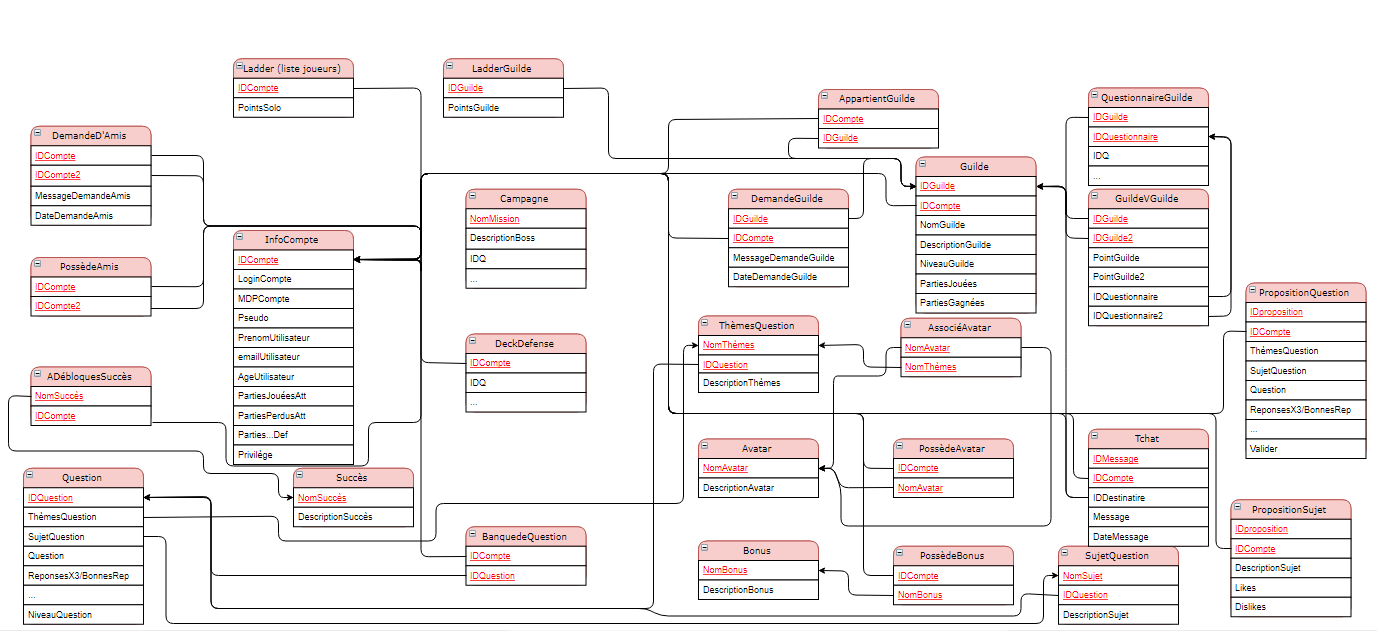 Ladder (liste joueurs)
IDCompte
PointsSolo
LadderGuilde
IDGuilde
PointsGuilde
AppartientGuilde
IDCompte
IDGuilde
QuestionnaireGuilde
IDGuilde
IDQuestionnaire
IDQ
...
DemandeD'Amis
IDCompte
IDCompte2
MessageDemandeAmis
DateDemandeAmis
Guilde
IDGuilde
IDCompte
NomGuilde
DescriptionGuilde
NiveauGuilde
PartiesJouées
PartiesGagnées
Campagne
NomMission
DescriptionBoss
IDQ
...
DemandeGuilde
IDGuilde
IDCompte
MessageDemandeGuilde
DateDemandeGuilde
GuildeVGuilde
IDGuilde
IDGuilde2
PointGuilde
PointGuilde2
IDQuestionnaire
IDQuestionnaire2
InfoCompte
IDCompte
LoginCompte
MDPCompte
Pseudo
PrenomUtilisateur
emailUtilisateur
AgeUtilisateur
PartiesJouéesAtt
PartiesPerdusAtt
Parties...Def
Privilége
PossèdeAmis
IDCompte
IDCompte2
PropositionQuestion
IDproposition
IDCompte
ThèmesQuestion
SujetQuestion
Question
ReponsesX3/BonnesRep
...
Valider
ThèmesQuestion
NomThèmes
IDQuestion
DescriptionThèmes
AssociéAvatar
NomAvatar
NomThèmes
DeckDefense
IDCompte
IDQ
...
ADébloquesSuccès
NomSuccès
IDCompte
Tchat
IDMessage
IDCompte
IDDestinatire
Message
DateMessage
Avatar
NomAvatar
DescriptionAvatar
PossèdeAvatar
IDCompte
NomAvatar
Question
IDQuestion
ThémesQuestion
SujetQuestion
Question
ReponsesX3/BonnesRep
...
NiveauQuestion
Succès
NomSuccès
DescriptionSuccès
PropositionSujet
IDproposition
IDCompte
DescriptionSujet
Likes
Dislikes
BanquedeQuestion
IDCompte
IDQuestion
Bonus
NomBonus
DescriptionBonus
PossèdeBonus
IDCompte
NomBonus
SujetQuestion
NomSujet
IDQuestion
DescriptionSujet